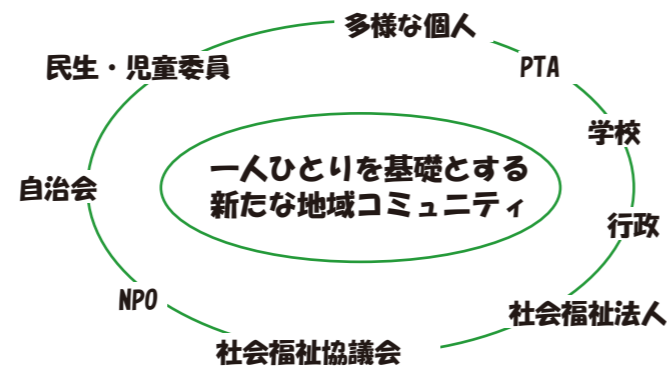 多様な個人
民生・児童委員
PTA
学校
一人ひとりを基礎とする
新たな地域コミュニティ
自治会
行政
NPO
社会福祉法人
社会福祉協議会